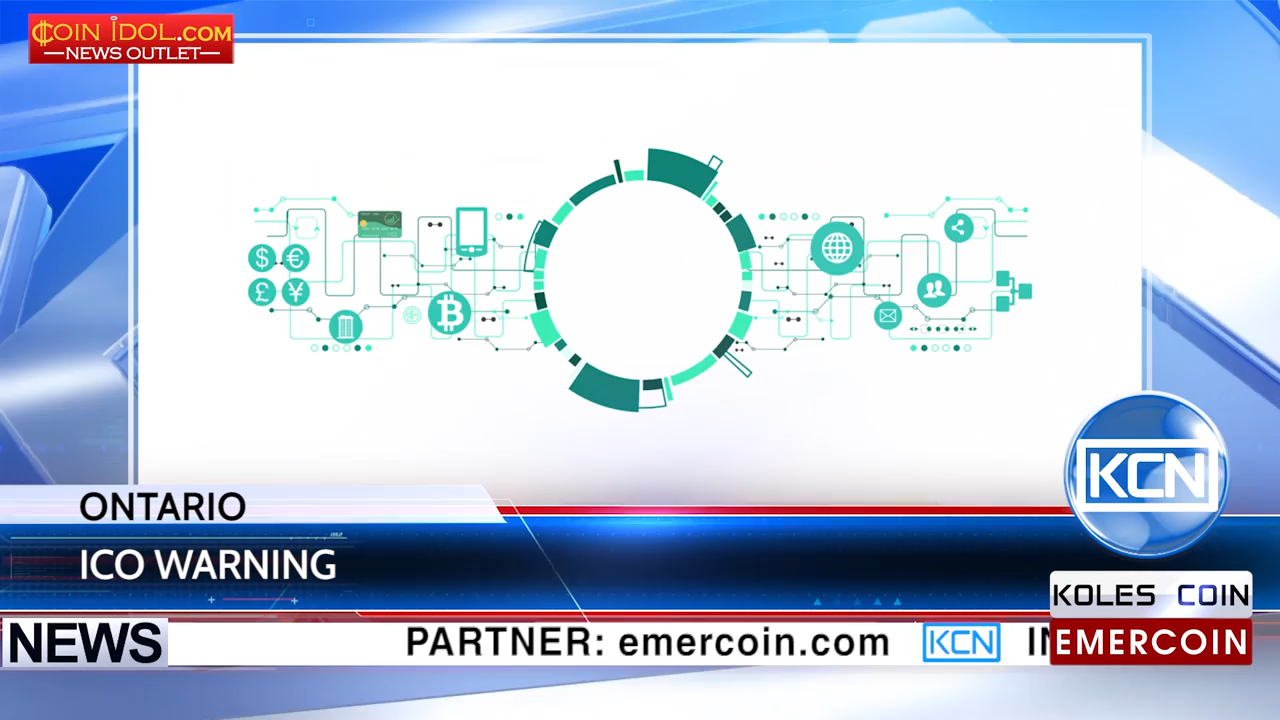 COIN IDOL.COM
NEWS OUTLET
$ €
£ ¥
KCN
ONTARIO
ICO WARNING
KOLES COIN
EMERCOIN
NEWS
PARTNER: emercoin.com KCN